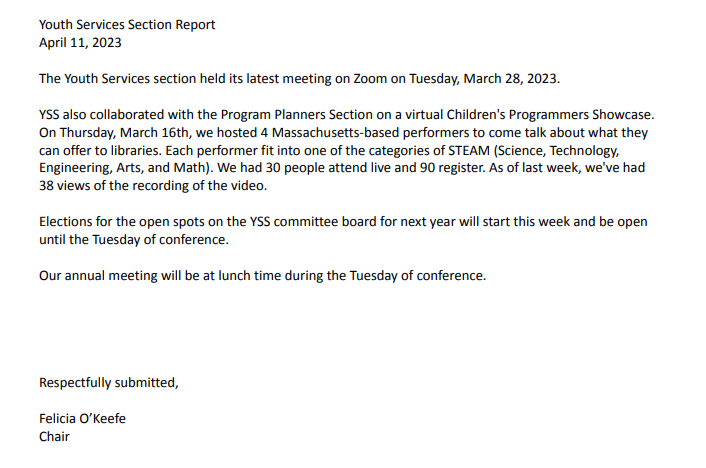 Youth Services Section Report
April 11, 2023
The Youth Services section held its latest meeting on Zoom on Tuesday, March 28, 2023.
YSS also collaborated with the Program Planners Section on a virtual Children's Programmers Showcase.
On Thursday, March 16th, we hosted 4 Massachusetts-based performers to come talk about what they
can offer to libraries. Each performer fit into one of the categories of STEAM (Science, Technology,
Engineering, Arts, and Math). We had 30 people attend live and 90 register. As of last week, we've had
38 views of the recording of the video.
Elections for the open spots on the YSS committee board for next year will start this week and be open
until the Tuesday of conference.
Our annual meeting will be at lunch time during the Tuesday of conference.
Respectfully submitted,
Felicia O’Keefe
Chair